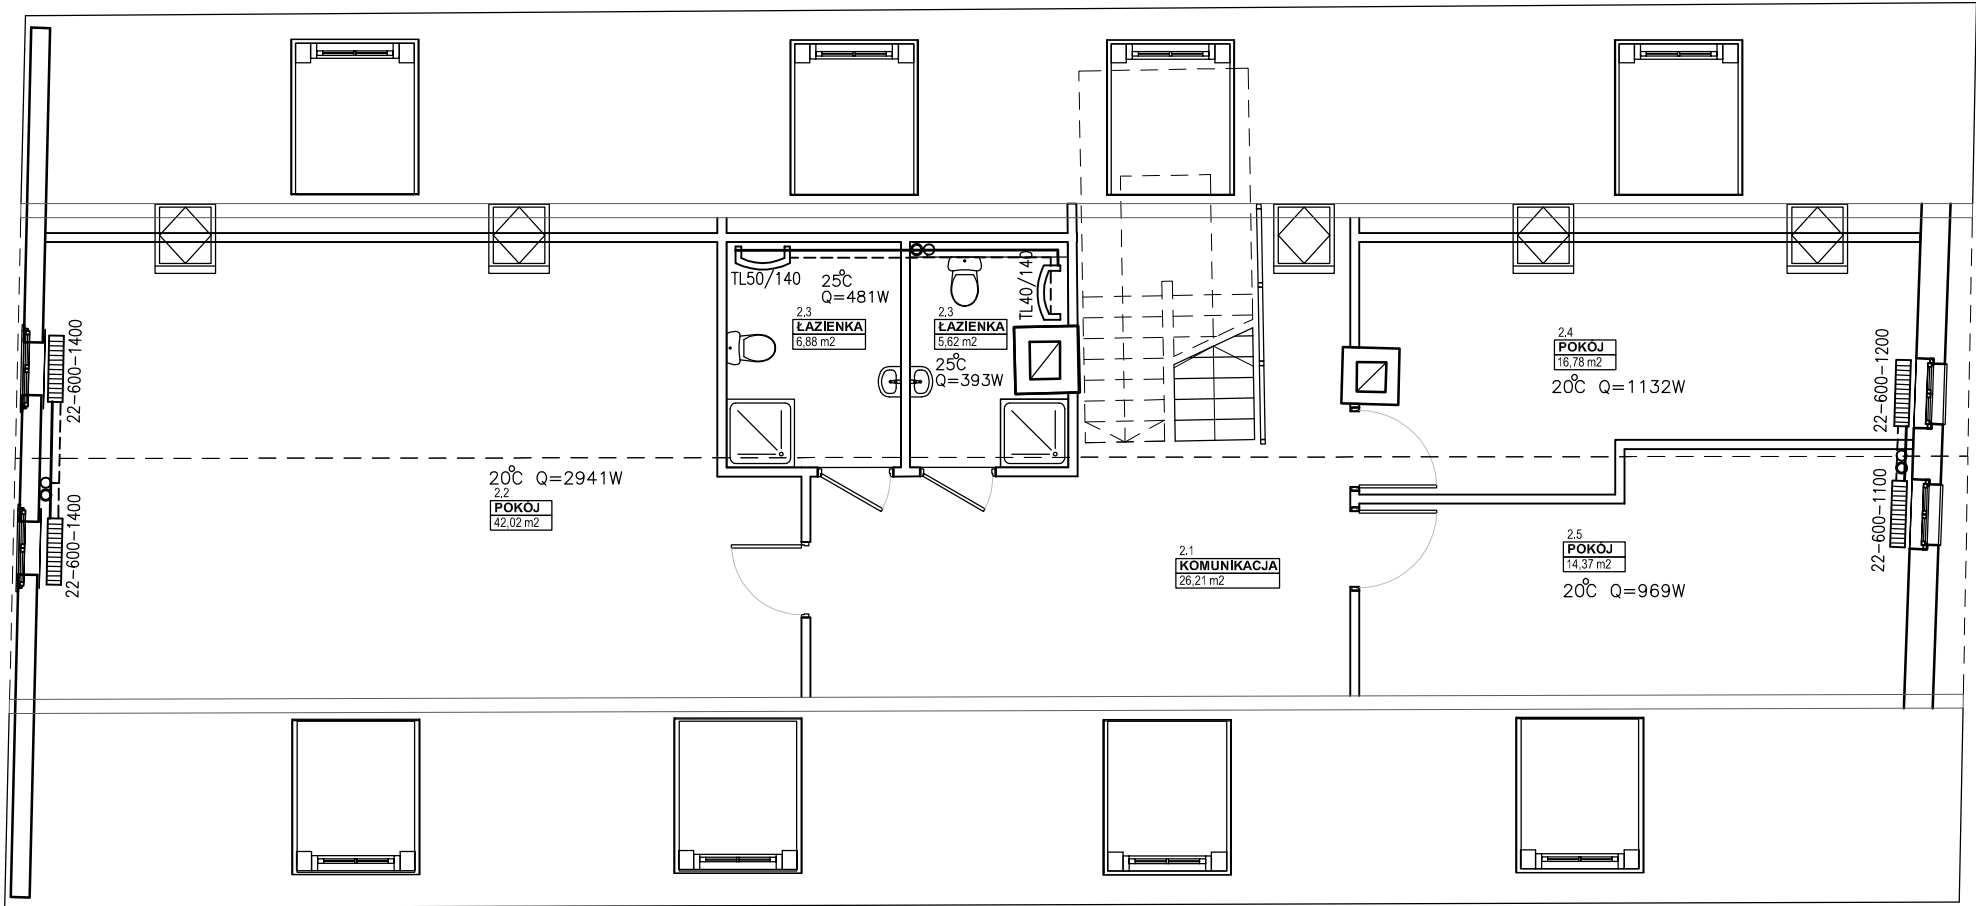 TL50/140
25°C
Q=481W
2.3
ŁAZIENKA
6,88 m2
TL40/140
2.3
ŁAZIENKA
5,62 m2
25°C
Q=393W
22-600-1400
22-600-1400
20°C Q=2941W
2.2
POKÓJ
42,02 m2
2.1
KOMUNIKACJA
26,21 m2
2.4
POKÓJ
16,78 m2
20°C Q=1132W
22-600-1200
22-600-1100
2.5
POKÓJ
14,37 m2
20°C Q=969W